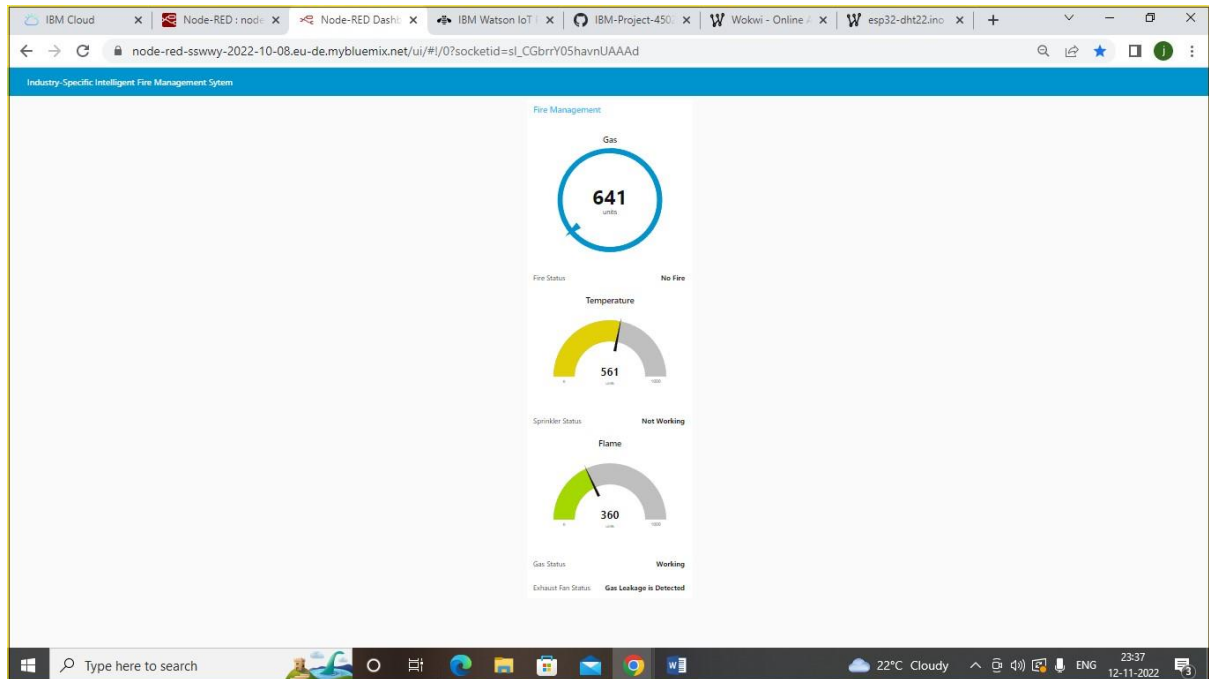 IBM Cloud
Node-RED : node
Node-RED Dashb
IBM Watson IoT
IBM-Project-450
Wokwi - Online
esp32-dht22.ino
node-red-sswwy-2022-10-08.eu-de.mybluemix.net/ui/#!/0?socketid=sl_CGbrrY05havnUAAAd
j
Industry-Specific Intelligent Fire Management Sytem
Fire Management
Gas
641
units
Fire Status No Fire
Temperature
561
0 units 1000
Sprinkler Status Not Working
Flame
360
0 units 1000
Gas Status Working
Exhaust Fan Status Gas Leakage is Detected
Type here to search
22°C Cloudy
ENG
23:37
12-11-2022
3